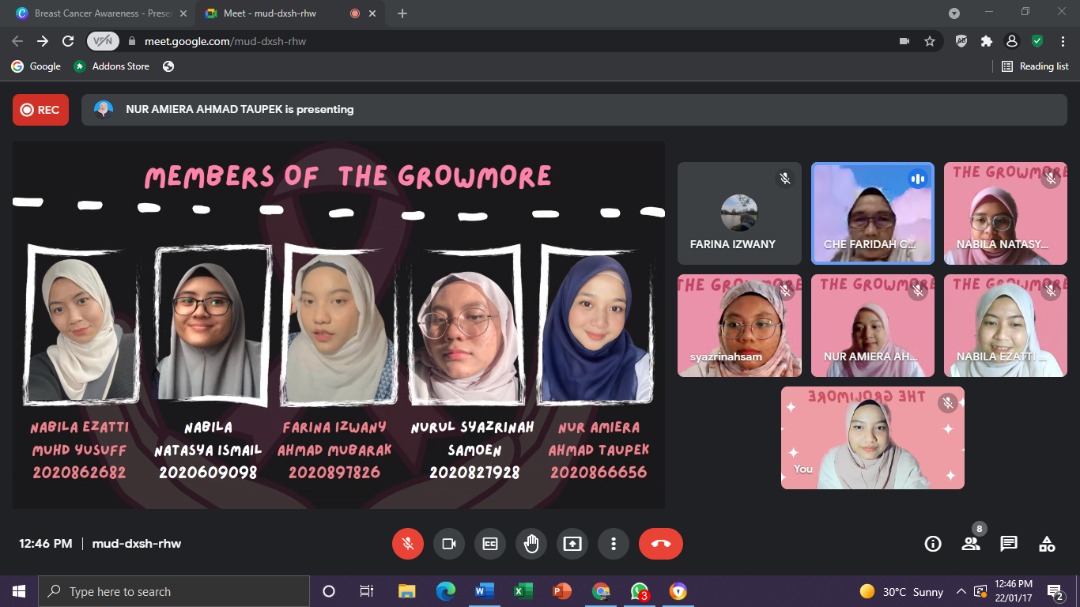 Breast Cancer Awareness - Prese
Meet - mud-dxsh-rhw
VPN
meet.google.com/mud-dxsh-rhw
Google
Addons Store
Reading list
REC
NUR AMIERA AHMAD TAUPEK is presenting
MEMBERS OF THE GROWMORE
NABILA EZATTI
MUHD YUSUFF
2020862682
NABILA
NATASYA ISMAIL
2020609098
FARINA IZWANY
AHMAD MUBARAK
2020897826
NURUL SYAZRINAH
SAMOEN
2020827928
NUR AMIERA
AHMAD TAUPEK
2020866656
FARINA IZWANY
CHE FARIDAH C...
THE GROWMORE
NABILA NATASY...
THE GROWMORE
syazrinahsam
THE GROWMORE
NUR AMIERA AH...
THE GROWMORE
NABILA EZATTI ...
THE GROWMORE
You
12:46 PM | mud-dxsh-rhw
8
Type here to search
3
30°C Sunny
12:46 PM
22/01/17
2